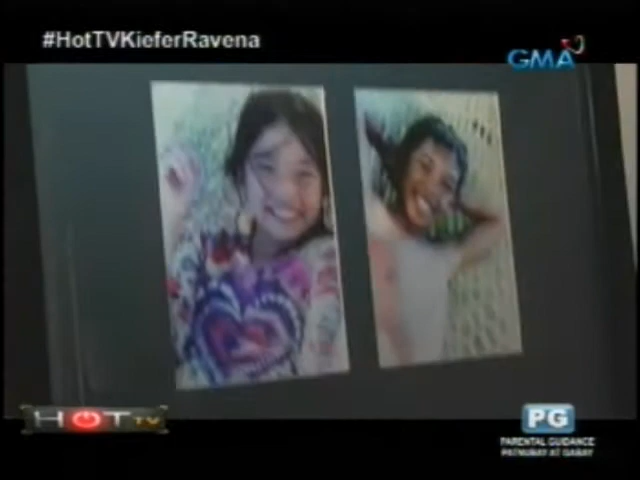 #HotTVKieferRavena
GMA
HOT TV
PG
PARENTAL GUIDANCE
PATNUBAY AT GABAY